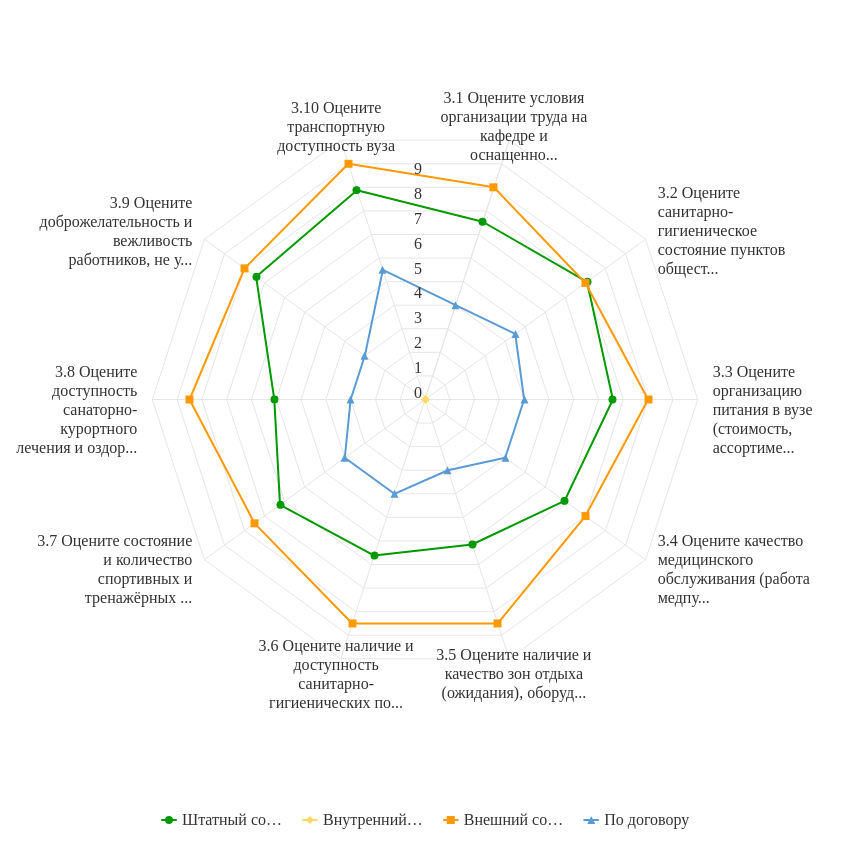 3.10 Оцените
транспортную
доступность вуза
3.1 Оцените условия
организации труда на
кафедре и
оснащенно...
3.2 Оцените
санитарно-
гигиеническое
состояние пунктов
общест...
3.3 Оцените
организацию
питания в вузе
(стоимость,
ассортиме...
3.4 Оцените качество
медицинского
обслуживания (работа
медпу...
3.5 Оцените наличие и
качество зон отдыха
(ожидания), оборуд...
3.6 Оцените наличие и
доступность
санитарно-
гигиенических по...
3.7 Оцените состояние
и количество
спортивных и
тренажёрных ...
3.8 Оцените
доступность
санаторно-
курортного
лечения и оздор...
3.9 Оцените
доброжелательность и
вежливость
работников, не у...
9
8
7
6
5
4
3
2
1
0
Штатный со…
Внутренний…
Внешний со…
По договору